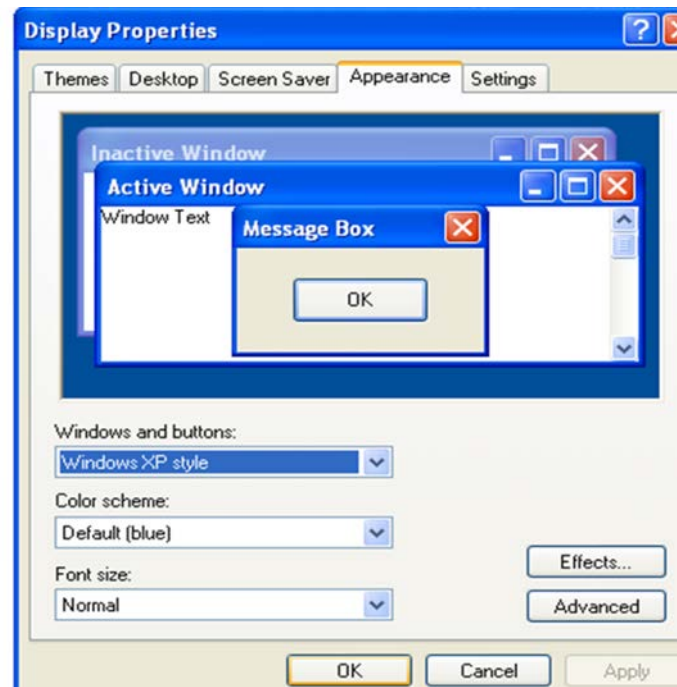 Display Properties
Themes Desktop Screen Saver Appearance Settings
Inactive Window
Active Window
Window Text
Message Box
OK
Windows and buttons:
Windows XP style
Color scheme:
Default (blue)
Font size:
Normal
Effects...
Advanced
OK Cancel Apply